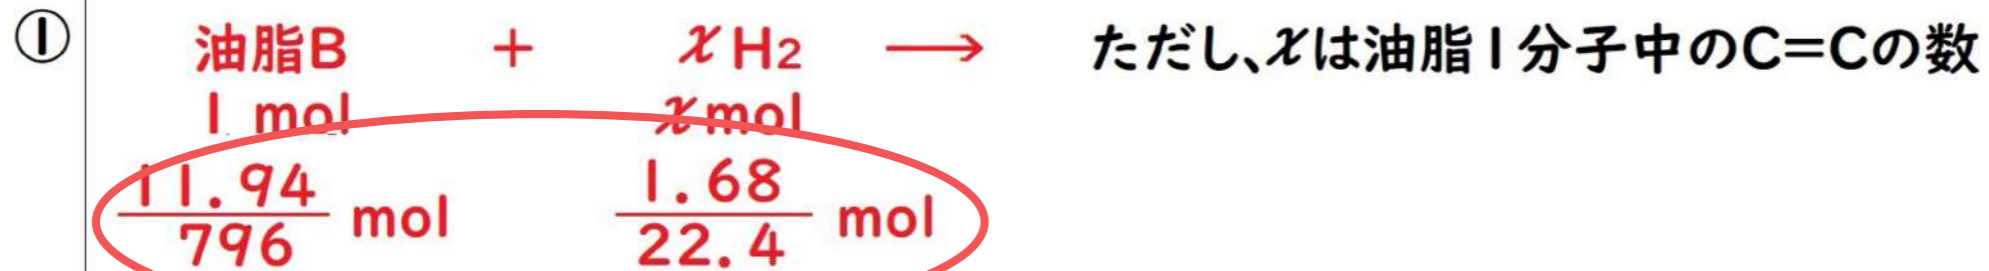 ① 油脂B + xH2 → ただし、xは油脂1分子中のC=Cの数
1 mol xmol
11.94/796 mol 1.68/22.4 mol